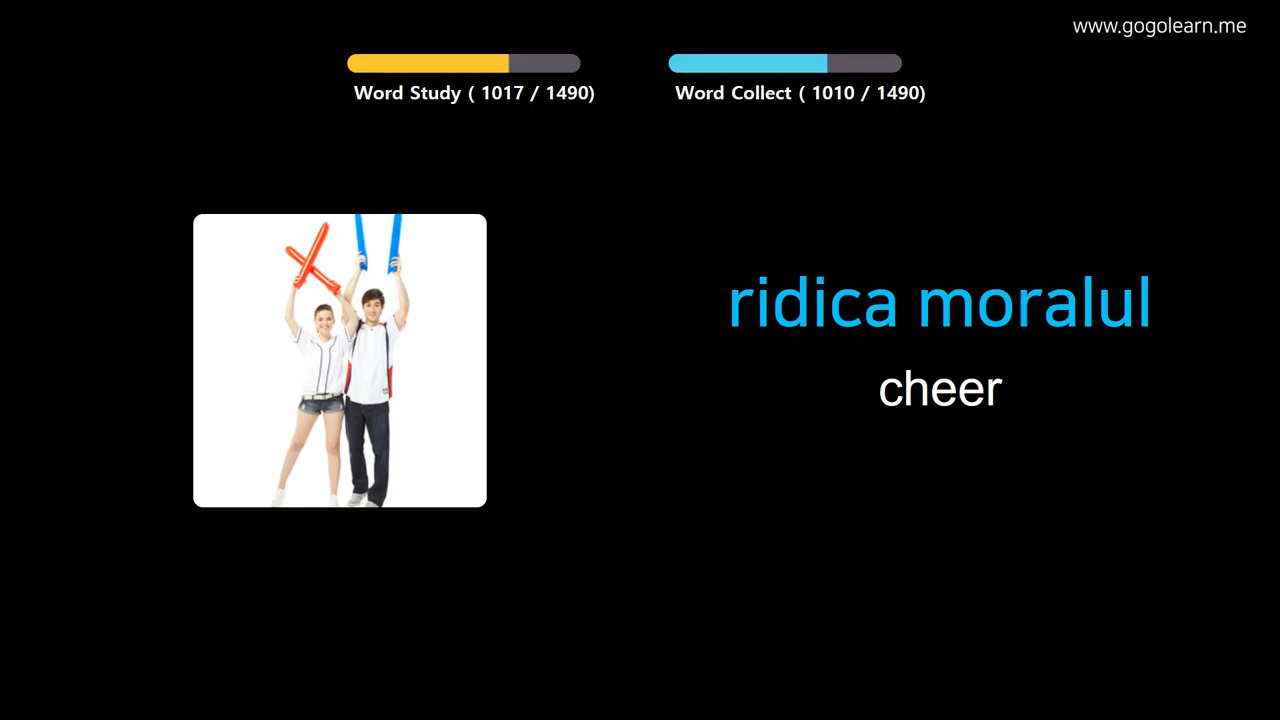 www.gogolearn.me
Word Study ( 1017 / 1490)
Word Collect ( 1010 / 1490)
ridica moralul
cheer